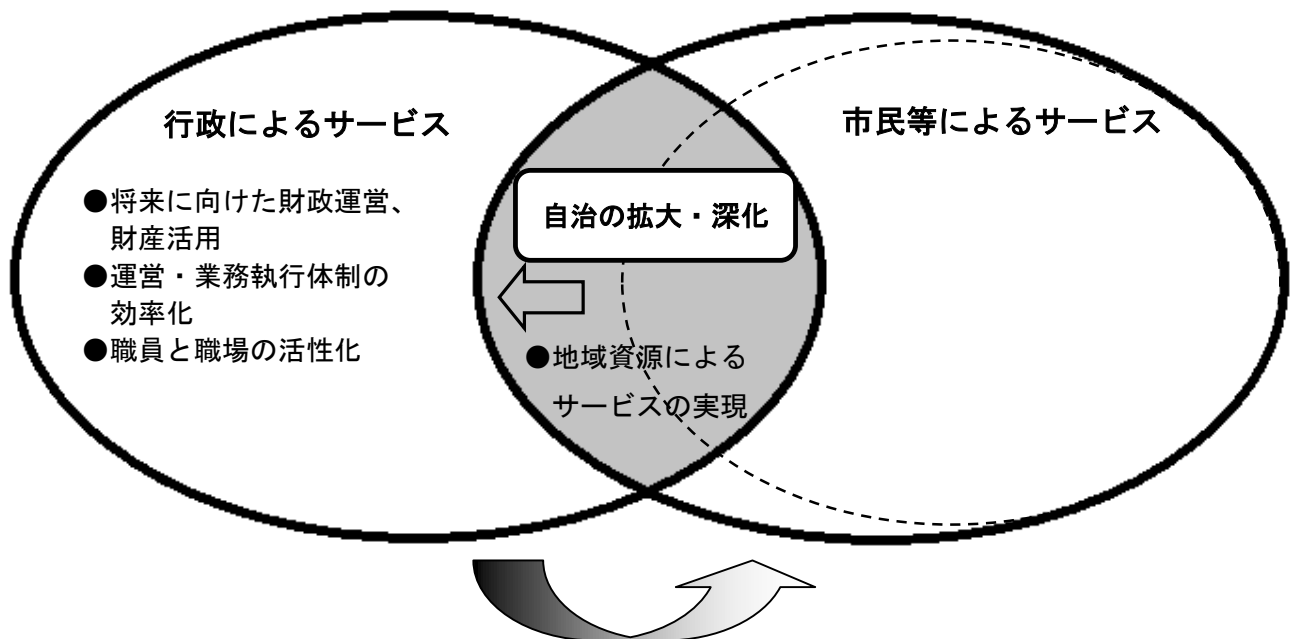 行政によるサービス
●将来に向けた財政運営、
財産活用
●運営・業務執行体制の
効率化
●職員と職場の活性化
自治の拡大・深化
●地域資源による
サービスの実現
市民等によるサービス